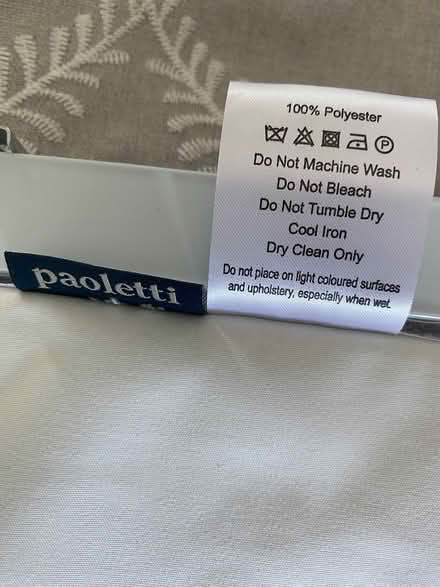 100% Polyester
P
Do Not Machine Wash
Do Not Bleach
Do Not Tumble Dry
Cool Iron
Dry Clean Only
Do not place on light coloured surfaces
and upholstery, especially when wet.
paoletti